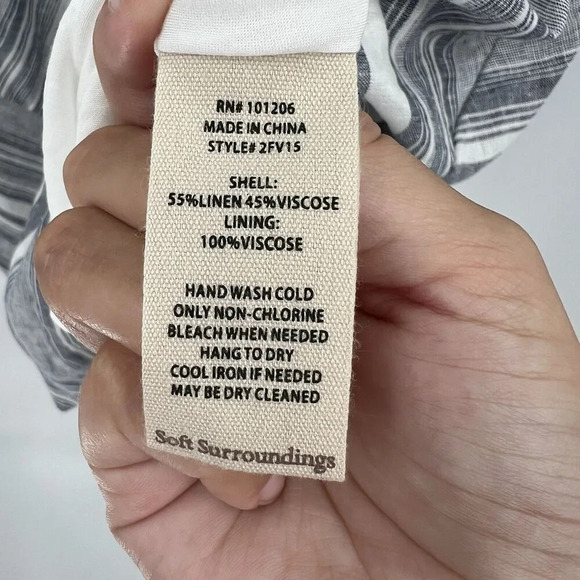 RN# 101206
MADE IN CHINA
STYLE# 2FV15
SHELL:
55%LINEN 45%VISCOSE
LINING:
100%VISCOSE
HAND WASH COLD
ONLY NON-CHLORINE
BLEACH WHEN NEEDED
HANG TO DRY
COOL IRON IF NEEDED
MAY BE DRY CLEANED
Soft Surroundings